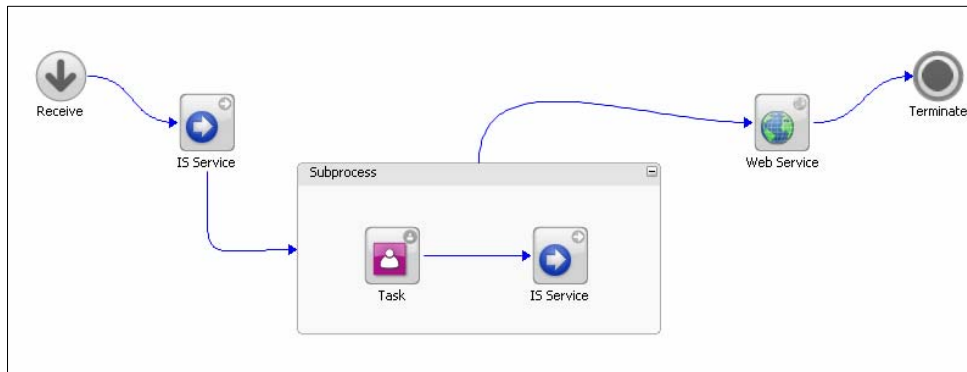 Receive
IS Service
Subprocess
Task
IS Service
Web Service
Terminate